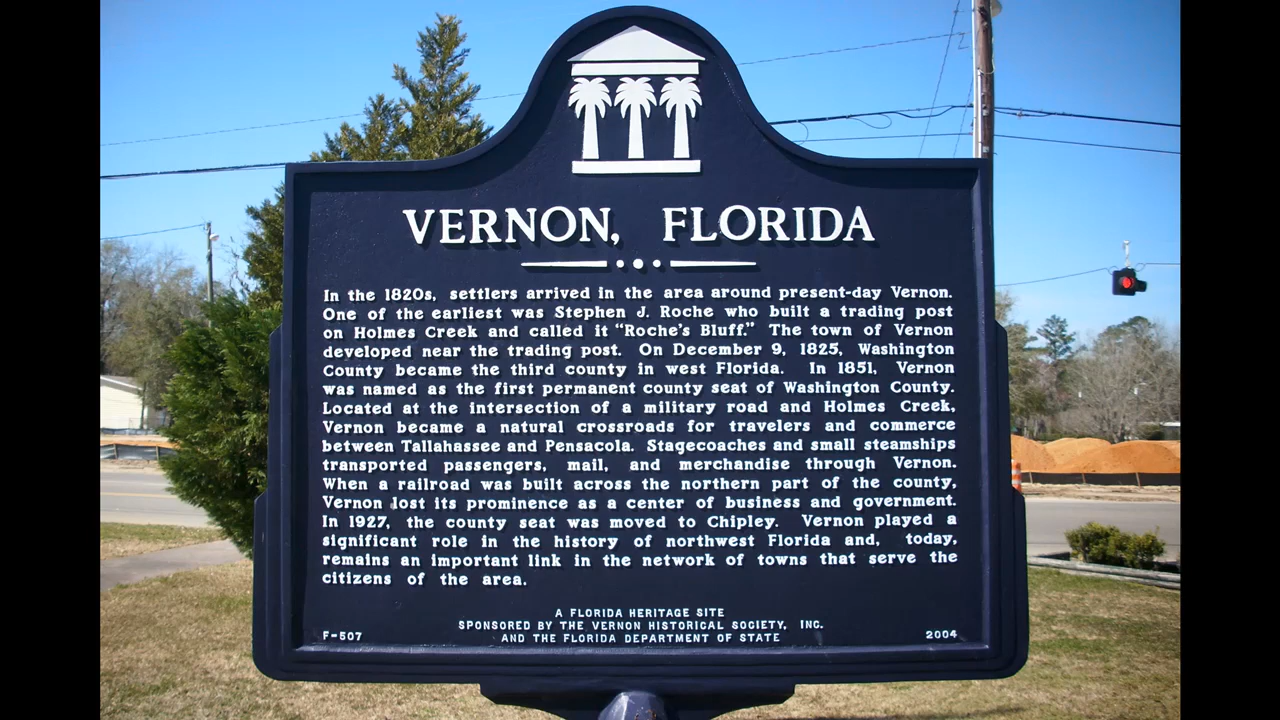 VERNON, FLORIDA
In the 1820s, settlers arrived in the area around present-day Vernon.
One of the earliest was Stephen J. Roche who built a trading post
on Holmes Creek and called it "Roche's Bluff." The town of Vernon
developed near the trading post. On December 9, 1825, Washington
County became the third county in west Florida. In 1851, Vernon
was named as the first permanent county seat of Washington County.
Located at the intersection of a military road and Holmes Creek,
Vernon became a natural crossroads for travelers and commerce
between Tallahassee and Pensacola. Stagecoaches and small steamships
transported passengers, mail, and merchandise through Vernon.
When a railroad was built across the northern part of the county,
Vernon lost its prominence as a center of business and government.
In 1927, the county seat was moved to Chipley. Vernon played a
significant role in the history of northwest Florida and, today,
remains an important link in the network of towns that serve the
citizens of the area.
A FLORIDA HERITAGE SITE
SPONSORED BY THE VERNON HISTORICAL SOCIETY, INC.
F-507 AND THE FLORIDA DEPARTMENT OF STATE 2004